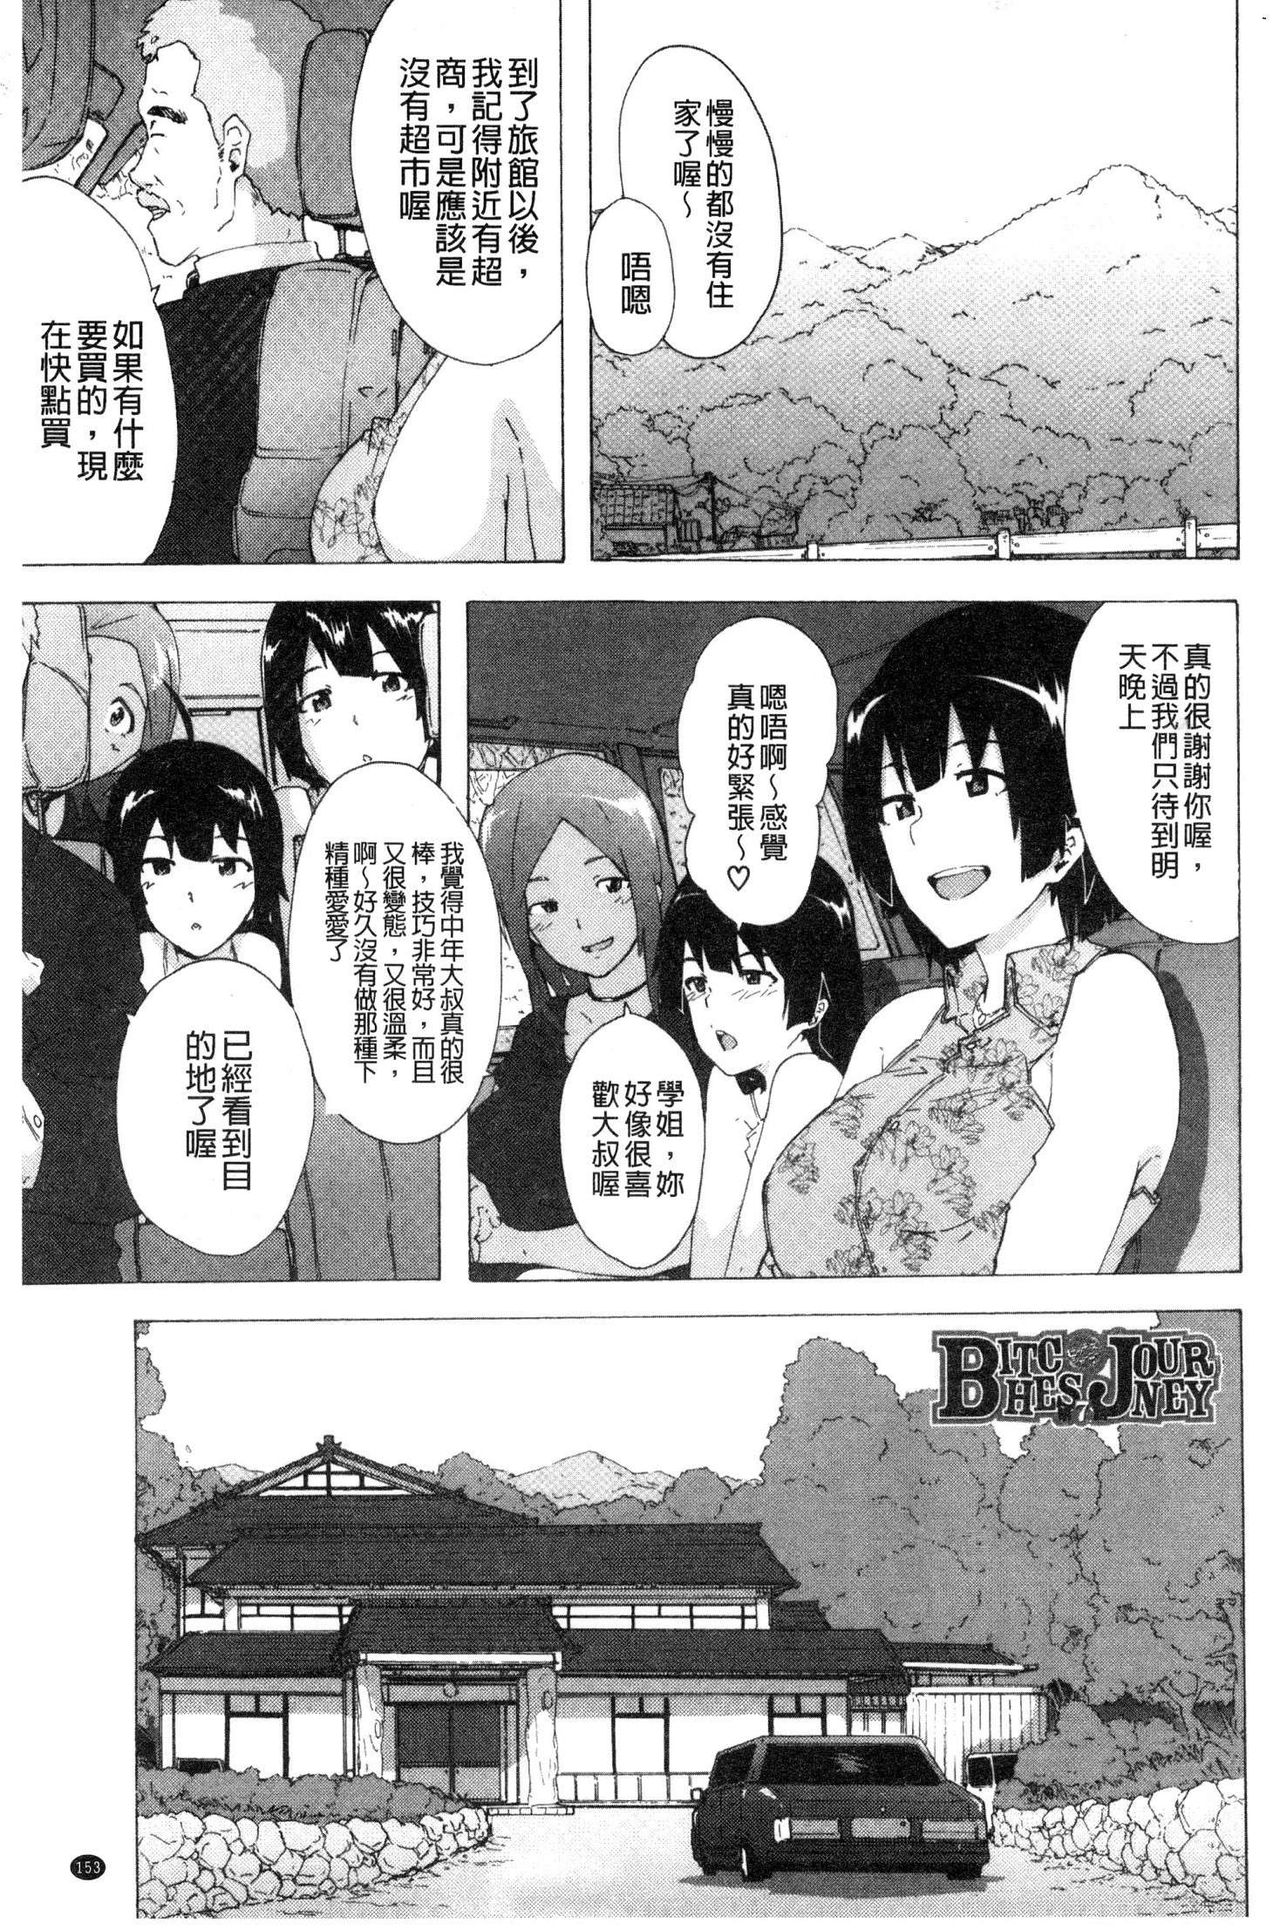 慢慢的都沒有住
家了喔～
唔嗯
到了旅館以後，
我記得附近有超
商，可是應該是
沒有超市喔
如果有什麼
要買的，現
在快點買
真的很謝謝你喔，
不過我們只待到明
天晚上
嗯唔啊～感覺
真的好緊張～♡
學姐，妳
好像很喜
歡大叔喔
我覺得中年大叔真的很
棒，技巧非常好，而且
又很變態，又很溫柔，
啊～好久沒有做那種下
精種愛愛了
已經看到目
的地了喔
BITC JOUR
HES NEY
第7話
153